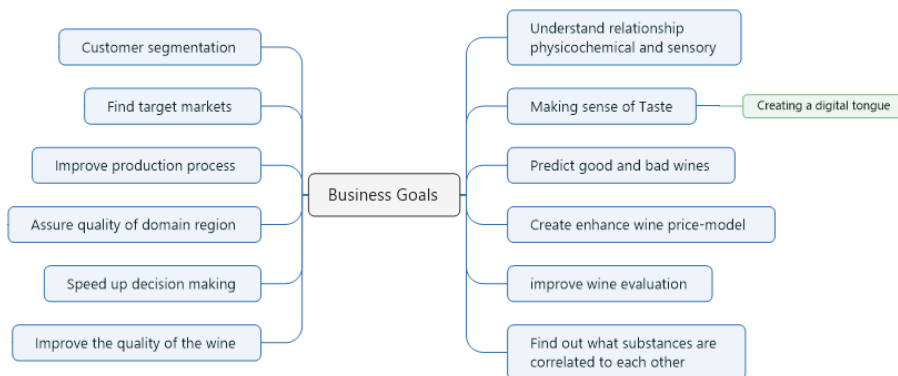 Customer segmentation
Find target markets
Improve production process
Assure quality of domain region
Speed up decision making
Improve the quality of the wine
Business Goals
Understand relationship
physicochemical and sensory
Making sense of Taste
Creating a digital tongue
Predict good and bad wines
Create enhance wine price-model
improve wine evaluation
Find out what substances are
correlated to each other